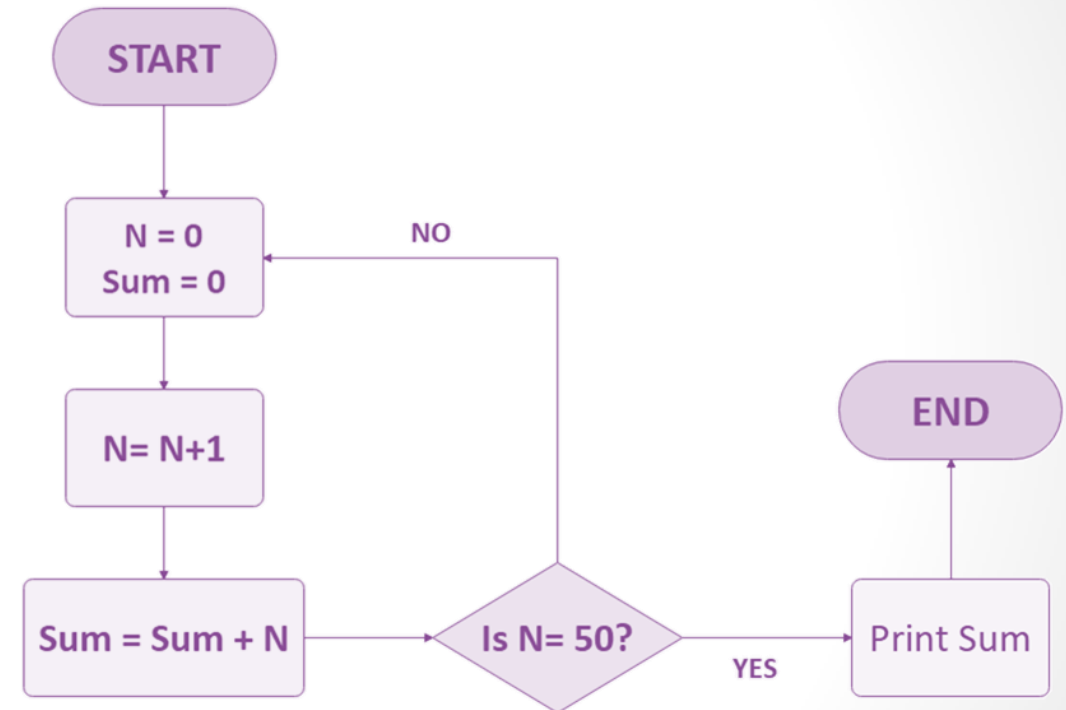 START
N = 0
Sum = 0
NO
N= N+1
END
Sum = Sum + N
Is N= 50?
YES
Print Sum